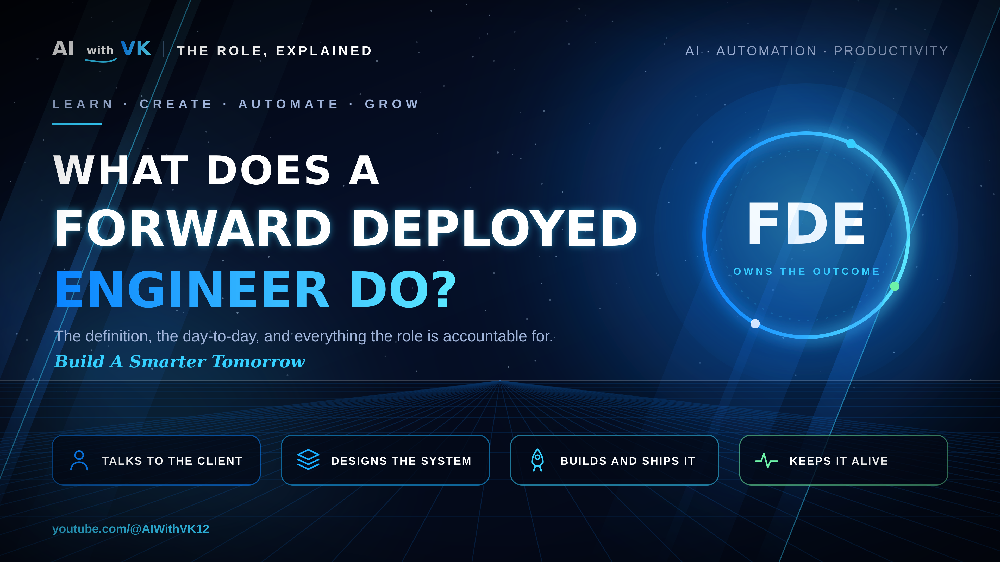 AI with VK | THE ROLE, EXPLAINED
AI · AUTOMATION · PRODUCTIVITY
LEARN · CREATE · AUTOMATE · GROW
WHAT DOES A
FORWARD DEPLOYED
ENGINEER DO?
FDE
OWNS THE OUTCOME
The definition, the day-to-day, and everything the role is accountable for.
Build A Smarter Tomorrow
TALKS TO THE CLIENT
DESIGNS THE SYSTEM
BUILDS AND SHIPS IT
KEEPS IT ALIVE
youtube.com/@AIWithVK12